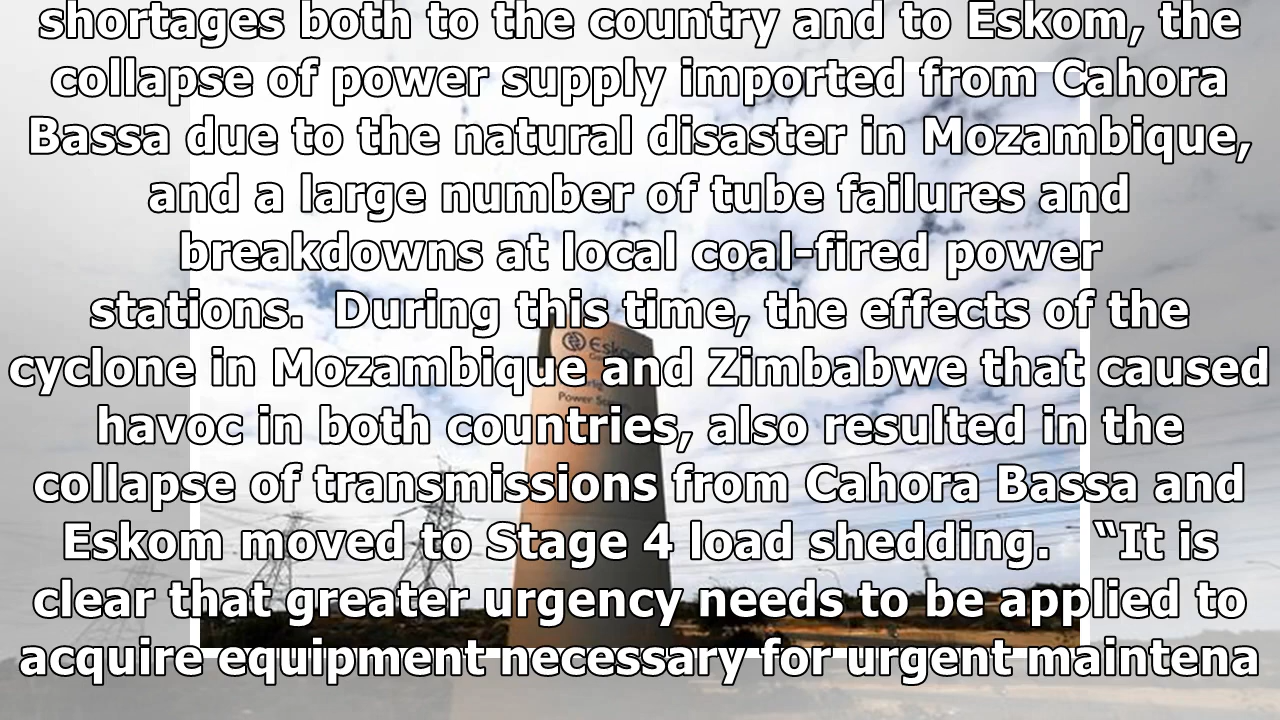 shortages both to the country and to Eskom, the
collapse of power supply imported from Cahora
Bassa due to the natural disaster in Mozambique,
and a large number of tube failures and
breakdowns at local coal-fired power
stations.  During this time, the effects of the
cyclone in Mozambique and Zimbabwe that caused
havoc in both countries, also resulted in the
collapse of transmissions from Cahora Bassa and
Eskom moved to Stage 4 load shedding.   “It is
clear that greater urgency needs to be applied to
acquire equipment necessary for urgent maintena
Eskom
Power